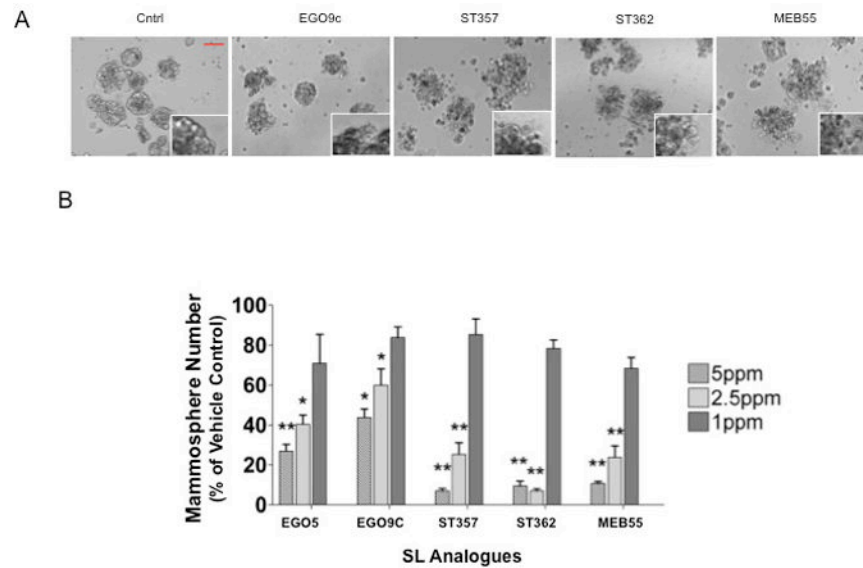 A
Cntrl EGO9c ST357 ST362 MEB55
B
Mammosphere Number
(% of Vehicle Control)
100
80
60
40
20
0
** * * * ** ** ** ** ** **
5ppm
2.5ppm
1ppm
EGO5 EGO9C ST357 ST362 MEB55
SL Analogues